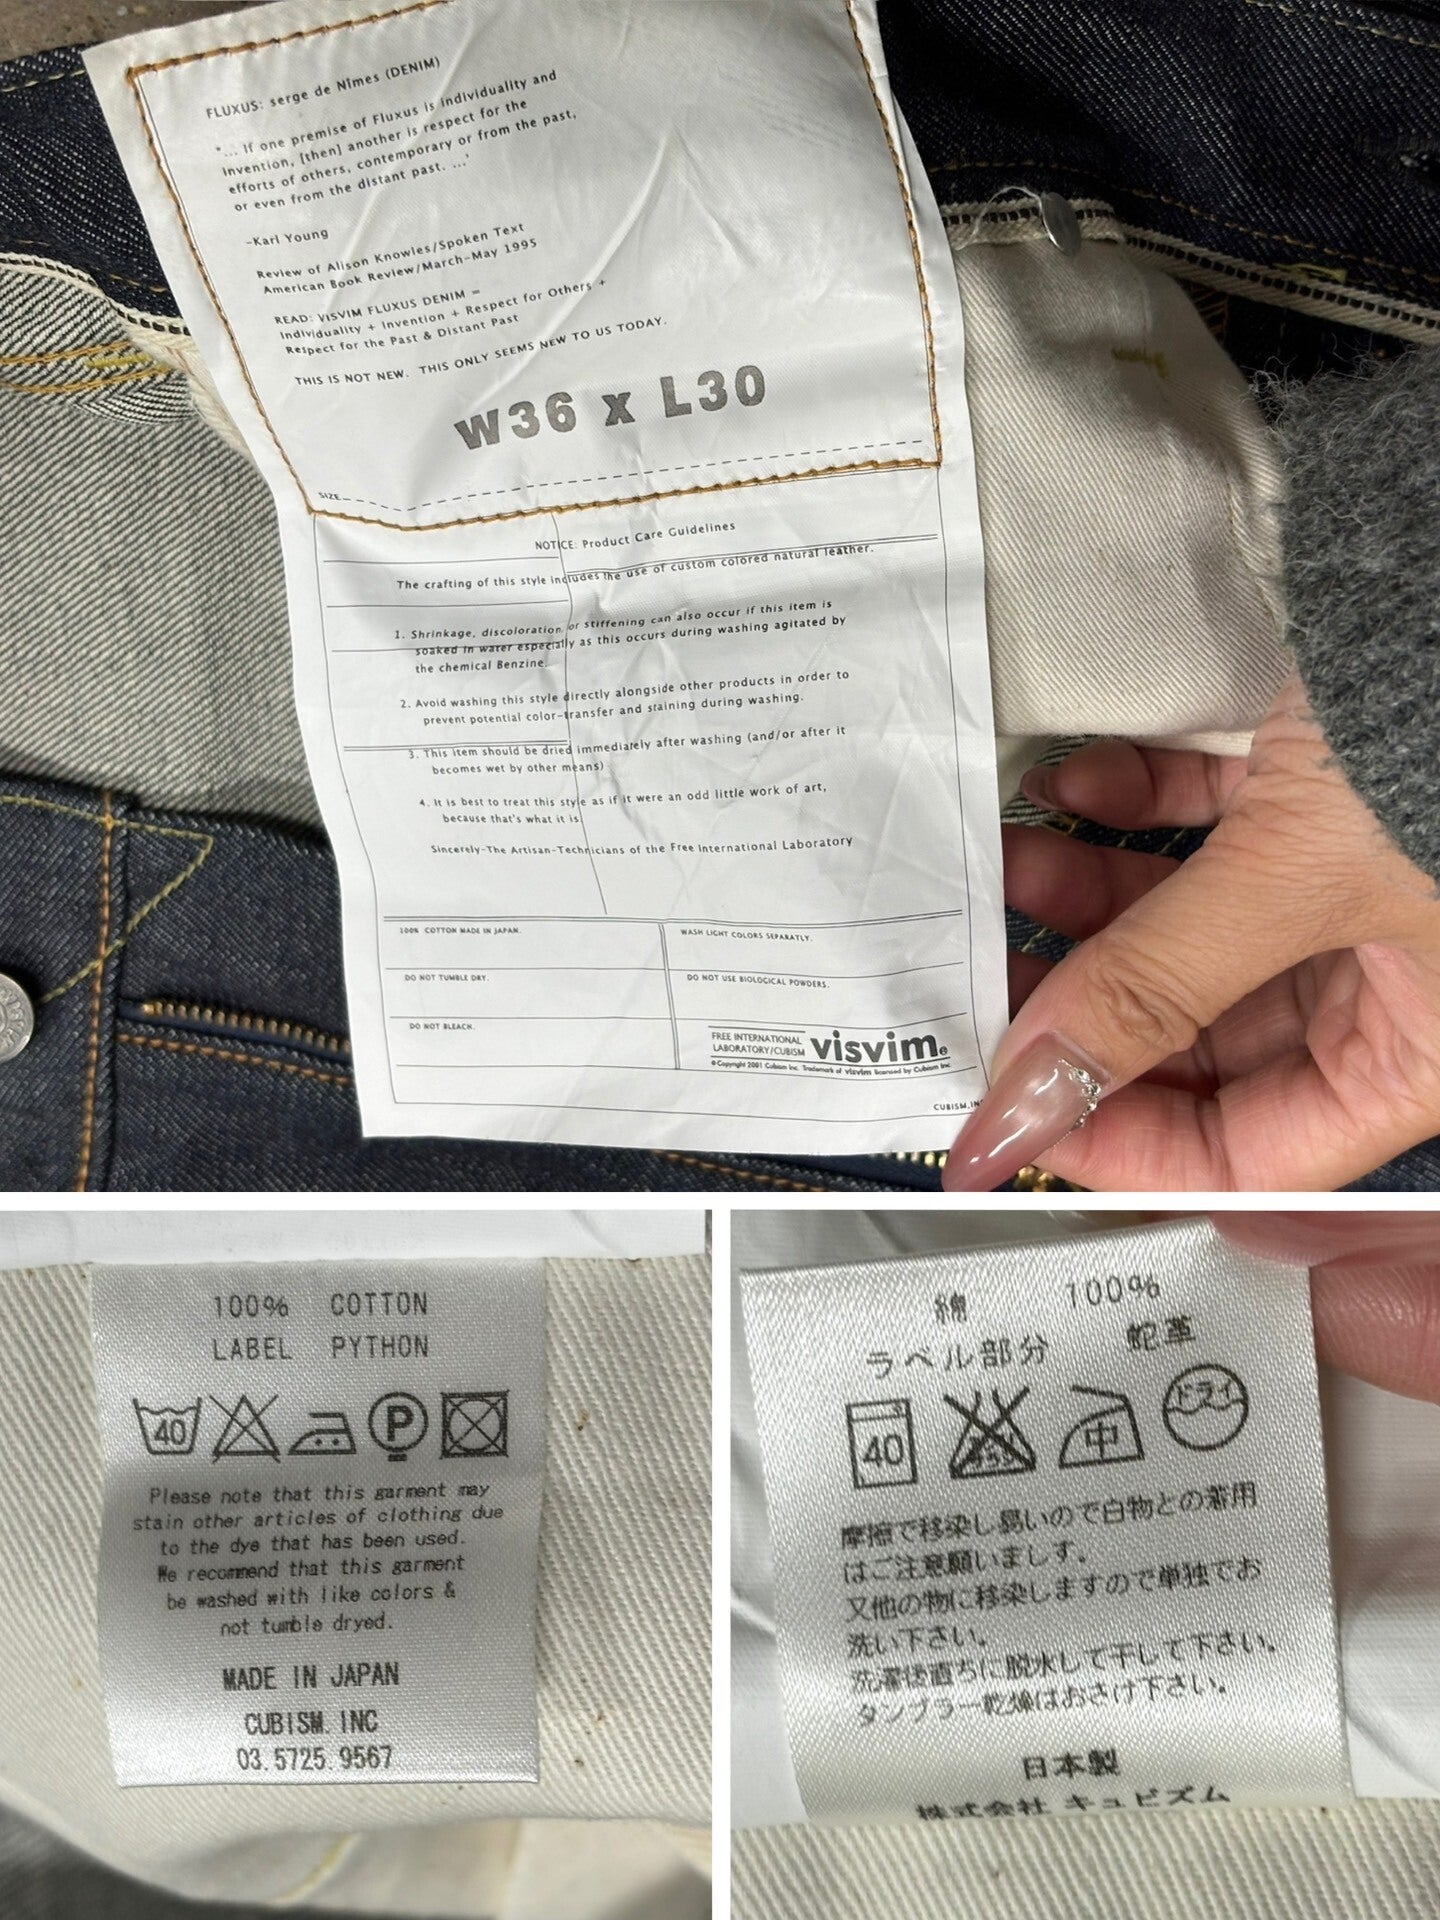 FLUXUS: serge de Nîmes (DENIM)
"... If one premise of Fluxus is individuality and
invention, [then] another is respect for the
efforts of others, contemporary or from the past,
or even from the distant past. ...'
-Karl Young
Review of Alison Knowles/Spoken Text
American Book Review/March-May 1995
READ: VISVIM FLUXUS DENIM =
Individuality + Invention + Respect for Others +
Respect for the Past & Distant Past
THIS IS NOT NEW. THIS ONLY SEEMS NEW TO US TODAY.
W36 x L30
SIZE
NOTICE: Product Care Guidelines
The crafting of this style includes the use of custom colored natural leather.
1. Shrinkage, discoloration, or stiffening can also occur if this item is
soaked in water especially as this occurs during washing agitated by
the chemical Benzine.
2. Avoid washing this style directly alongside other products in order to
prevent potential color-transfer and staining during washing.
3. This item should be dried immediately after washing (and/or after it
becomes wet by other means)
4. It is best to treat this style as if it were an odd little work of art,
because that's what it is.
Sincerely-The Artisan-Technicians of the Free International Laboratory
100% COTTON MADE IN JAPAN.
WASH LIGHT COLORS SEPARATLY.
DO NOT TUMBLE DRY.
DO NOT USE BIOLOGICAL POWDERS.
DO NOT BLEACH.
FREE INTERNATIONAL
LABORATORY/CUBISM
visvim®
©Copyright 2001 Cubism Inc. Trademark of visvim licensed by Cubism Inc
CUBISM.IN
100% COTTON
LABEL PYTHON
40 P
Please note that this garment may
stain other articles of clothing due
to the dye that has been used.
We recommend that this garment
be washed with like colors &
not tumble dryed.
MADE IN JAPAN
CUBISM. INC
03. 5725. 9567
綿 100%
ラベル部分 蛇革
40 中 ドライ
摩擦で移染し易いので白物との着用
はご注意願いましす。
又他の物に移染しますので単独でお
洗い下さい。
洗濯後直ちに脱水して干して下さい。
タンブラー乾燥はおさけ下さい。
日本製
株式会社 キュビズム